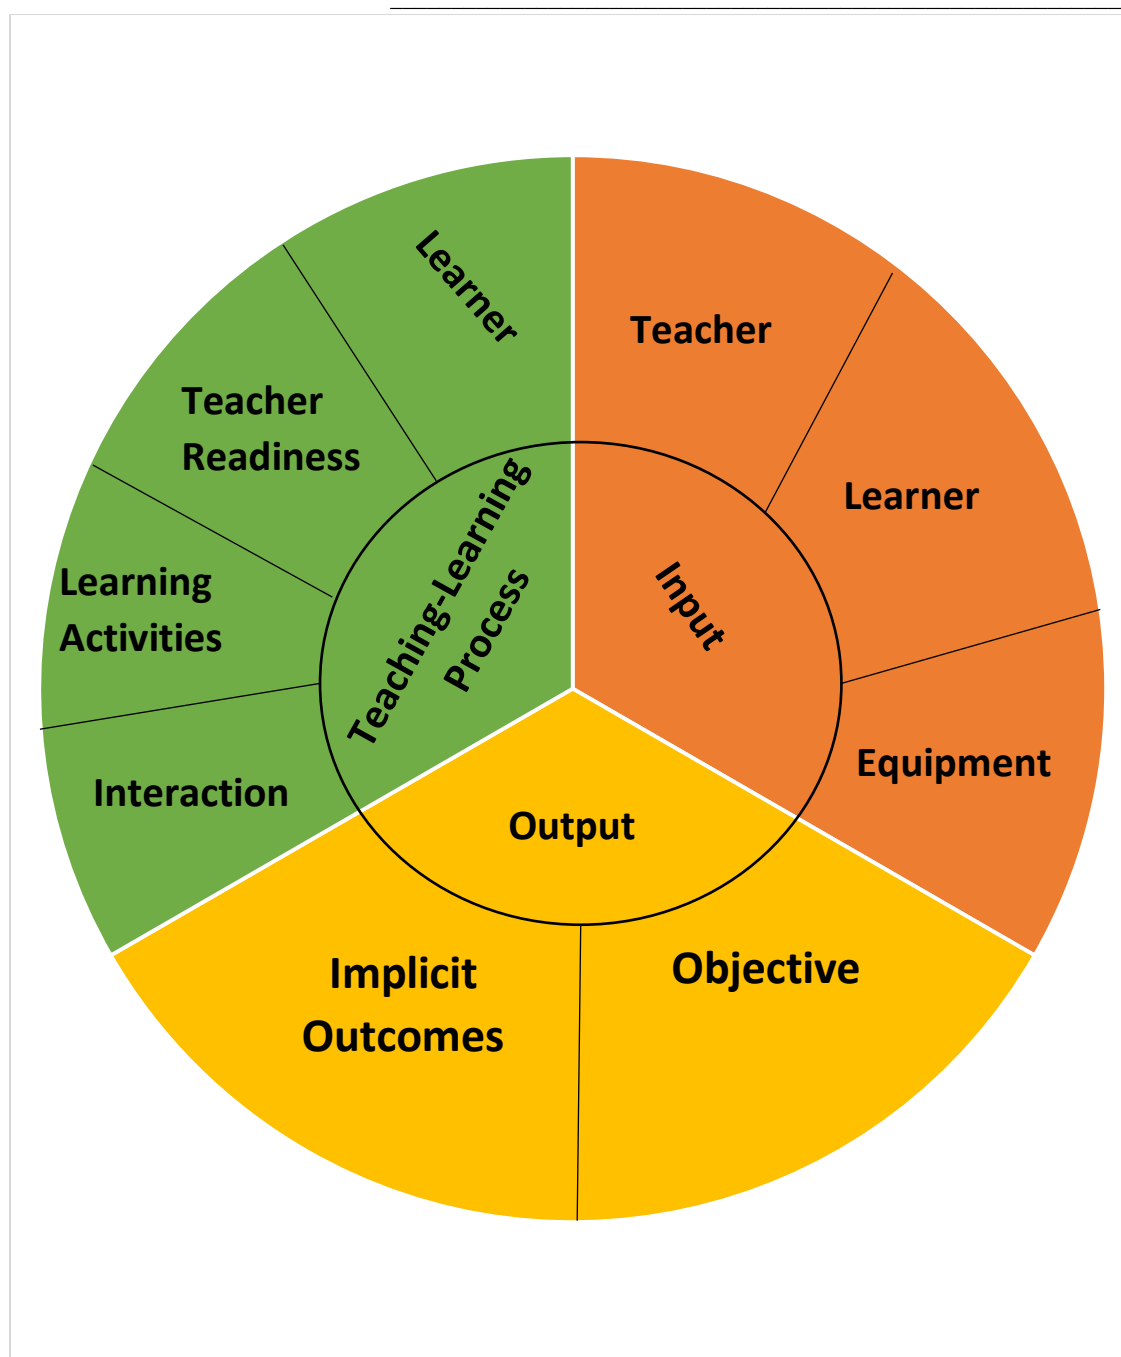 Learner
Teacher
Teacher
Readiness
Learner
Teaching-Learning
Process
Input
Learning
Activities
Equipment
Interaction
Output
Implicit
Outcomes
Objective